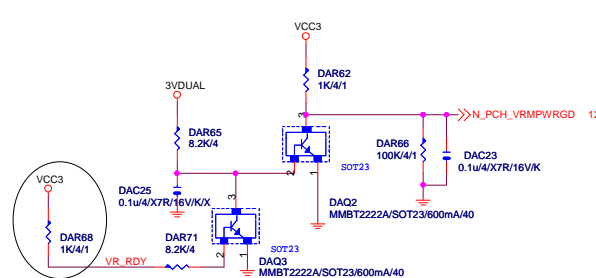 VCC3
DAR62
1K/4/1
3VDUAL
3
N_PCH_VRMPWRGD 12
DAR65
8.2K/4
DAR66
100K/4/1
DAC23
0.1u/4/X7R/16V/K
SOT23
2
1
VCC3
DAC25
0.1u/4/X7R/16V/K/X
3
DAQ2
MMBT2222A/SOT23/600mA/40
DAR68
1K/4/1
VR_RDY
DAR71
8.2K/4
2
1
SOT23
DAQ3
MMBT2222A/SOT23/600mA/40